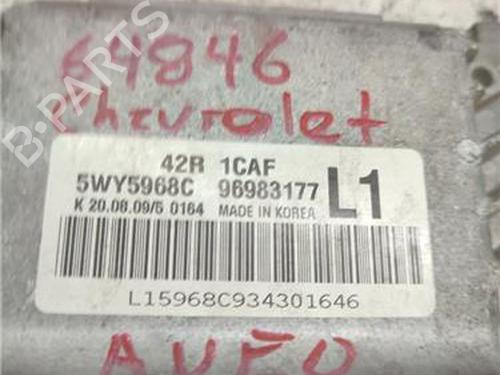 64846
Chevrolet
B-PARTS
42R 1CAF
5WY5968C 96983177 L1
K 20.08.09/5 0164 MADE IN KOREA
L15968C934301646
AVEO